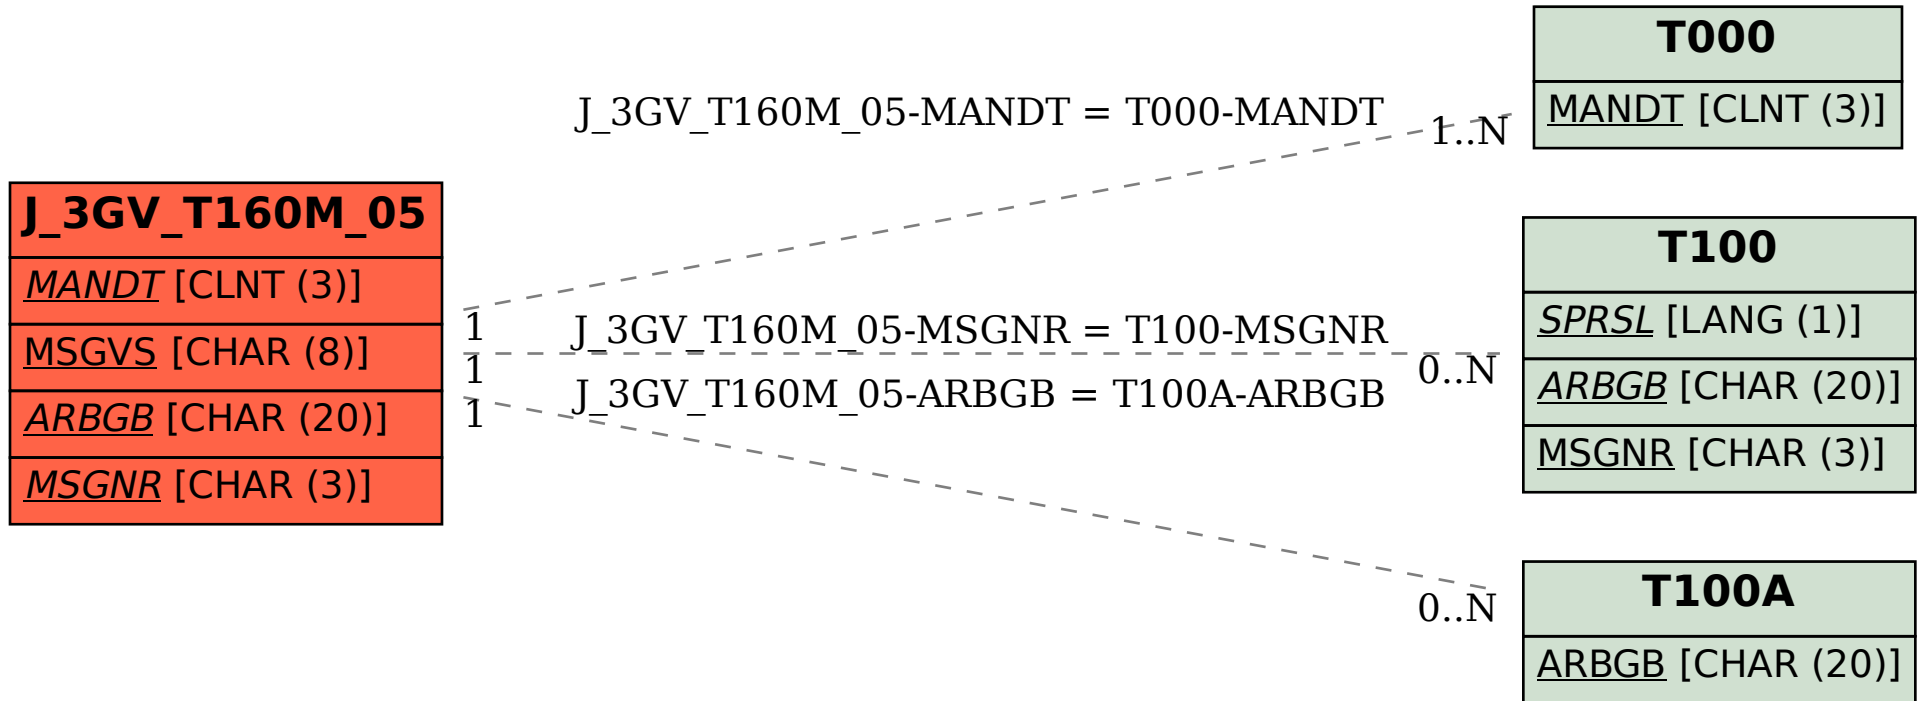 J_3GV_T160M_05
MANDT [CLNT (3)]
MSGVS [CHAR (8)]
ARBGB [CHAR (20)]
MSGNR [CHAR (3)]
J_3GV_T160M_05-MANDT = T000-MANDT
1
1..N
J_3GV_T160M_05-MSGNR = T100-MSGNR
1
0..N
J_3GV_T160M_05-ARBGB = T100A-ARBGB
1
0..N
T000
MANDT [CLNT (3)]
T100
SPRSL [LANG (1)]
ARBGB [CHAR (20)]
MSGNR [CHAR (3)]
T100A
ARBGB [CHAR (20)]